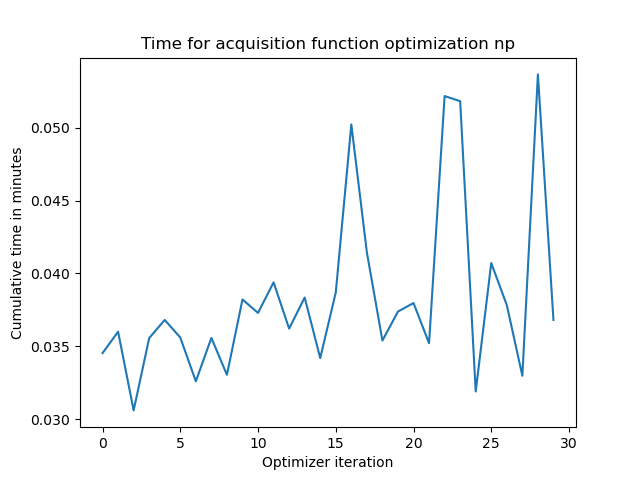 Time for acquisition function optimization np
Cumulative time in minutes
0.050
0.045
0.040
0.035
0.030
0 5 10 15 20 25 30
Optimizer iteration